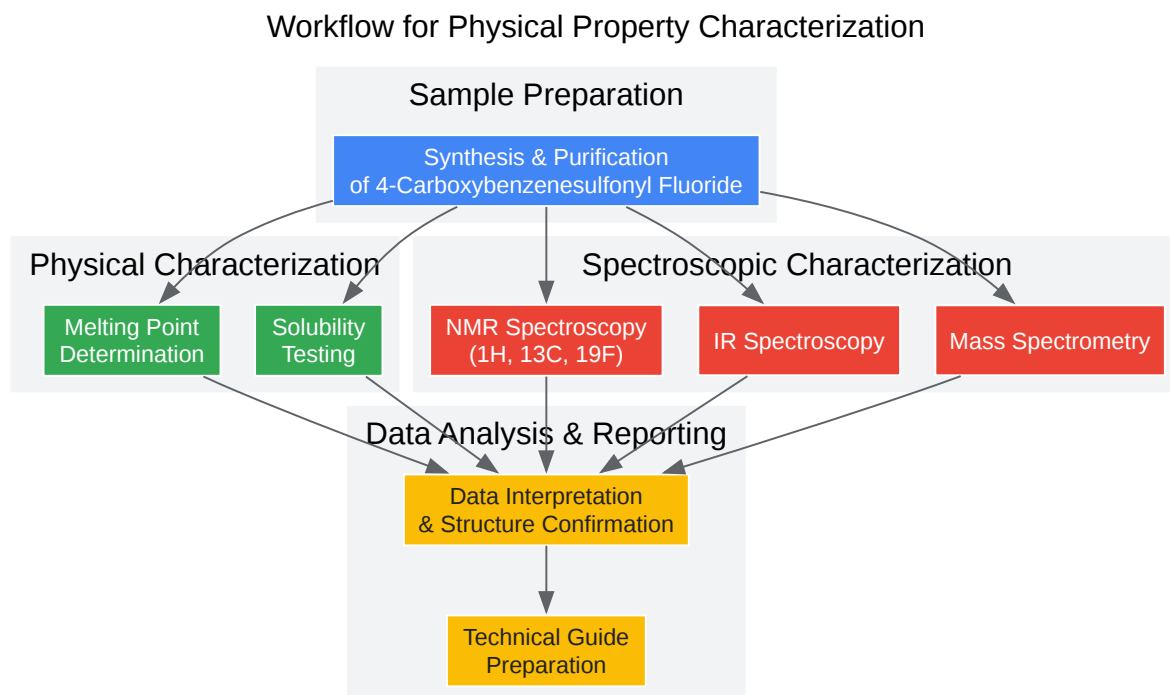 Workflow for Physical Property Characterization
Sample Preparation
Synthesis & Purification
of 4-Carboxybenzenesulfonyl Fluoride
Physical Characterization
Spectroscopic Characterization
Melting Point
Determination
Solubility
Testing
NMR Spectroscopy
(1H, 13C, 19F)
IR Spectroscopy
Mass Spectrometry
Data Analysis & Reporting
Data Interpretation
& Structure Confirmation
Technical Guide
Preparation